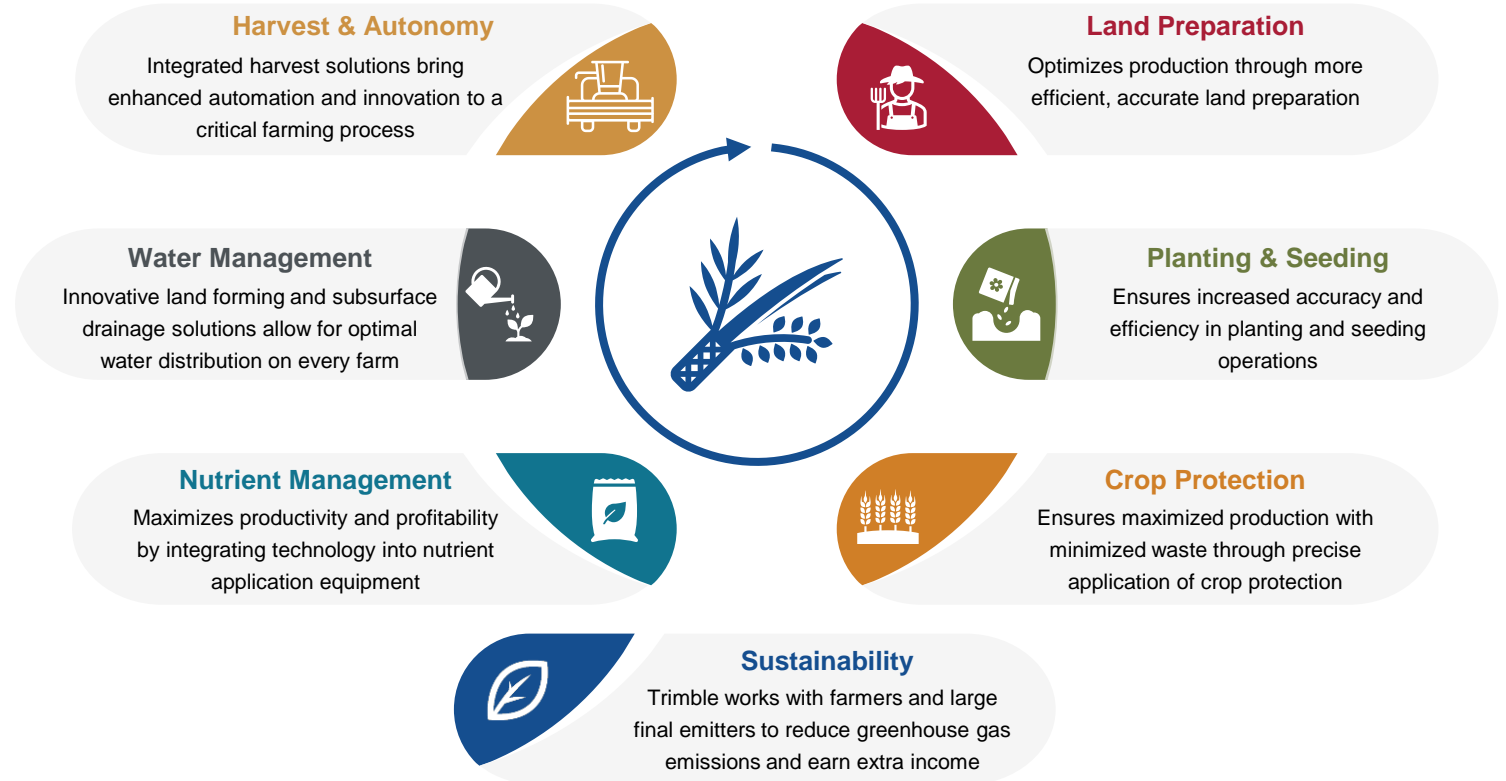 Harvest & Autonomy
Integrated harvest solutions bring
enhanced automation and innovation to a
critical farming process
Land Preparation
Optimizes production through more
efficient, accurate land preparation
Water Management
Innovative land forming and subsurface
drainage solutions allow for optimal
water distribution on every farm
Planting & Seeding
Ensures increased accuracy and
efficiency in planting and seeding
operations
Nutrient Management
Maximizes productivity and profitability
by integrating technology into nutrient
application equipment
Crop Protection
Ensures maximized production with
minimized waste through precise
application of crop protection
Sustainability
Trimble works with farmers and large
final emitters to reduce greenhouse gas
emissions and earn extra income